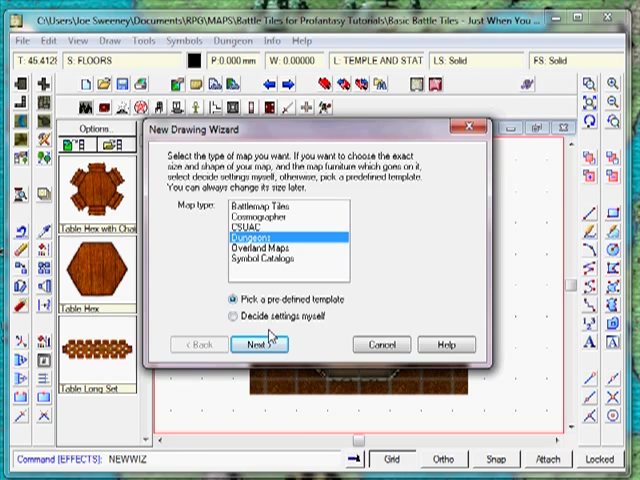 C:\Users\Joe Sweeney\Documents\RPG\MAPS\Battle Tiles for Profantasy Tutorials\Basic Battle Tiles - Just When You ...
File Edit View Draw Tools Symbols Dungeon Info Help
T: 45.4125 S: FLOORS P:0.000 mm W: 0.00000 L: TEMPLE AND STAT LS: Solid FS: Solid
Options...
Table Hex with Chai
Table Hex
Table Long Set
New Drawing Wizard
Select the type of map you want. If you want to choose the exact
size and shape of your map, and the map furniture which goes on it,
select decide settings myself, otherwise, pick a predefined template.
You can always change its size later.
Map type:
Battlemap Tiles
Cosmographer
CSUAC
Dungeons
Overland Maps
Symbol Catalogs
Pick a pre-defined template
Decide settings myself
< Back Next > Cancel Help
Command [EFFECTS]: NEWWIZ
Grid Ortho Snap Attach Locked